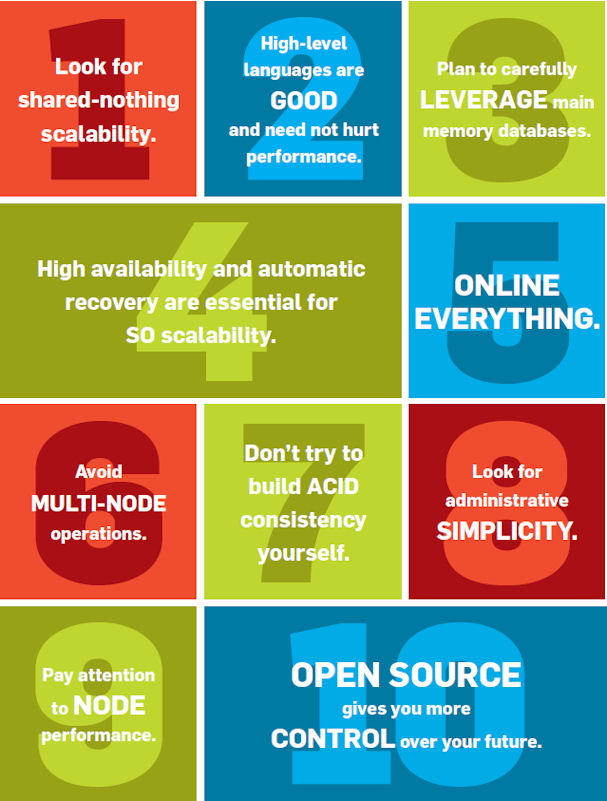 1
Look for
shared-nothing
scalability.
2
High-level
languages are
GOOD
and need not hurt
performance.
3
Plan to carefully
LEVERAGE main
memory databases.
4
High availability and automatic
recovery are essential for
SO scalability.
5
ONLINE
EVERYTHING.
6
Avoid
MULTI-NODE
operations.
7
Don’t try to
build ACID
consistency
yourself.
8
Look for
administrative
SIMPLICITY.
9
Pay attention
to NODE
performance.
10
OPEN SOURCE
gives you more
CONTROL over your future.